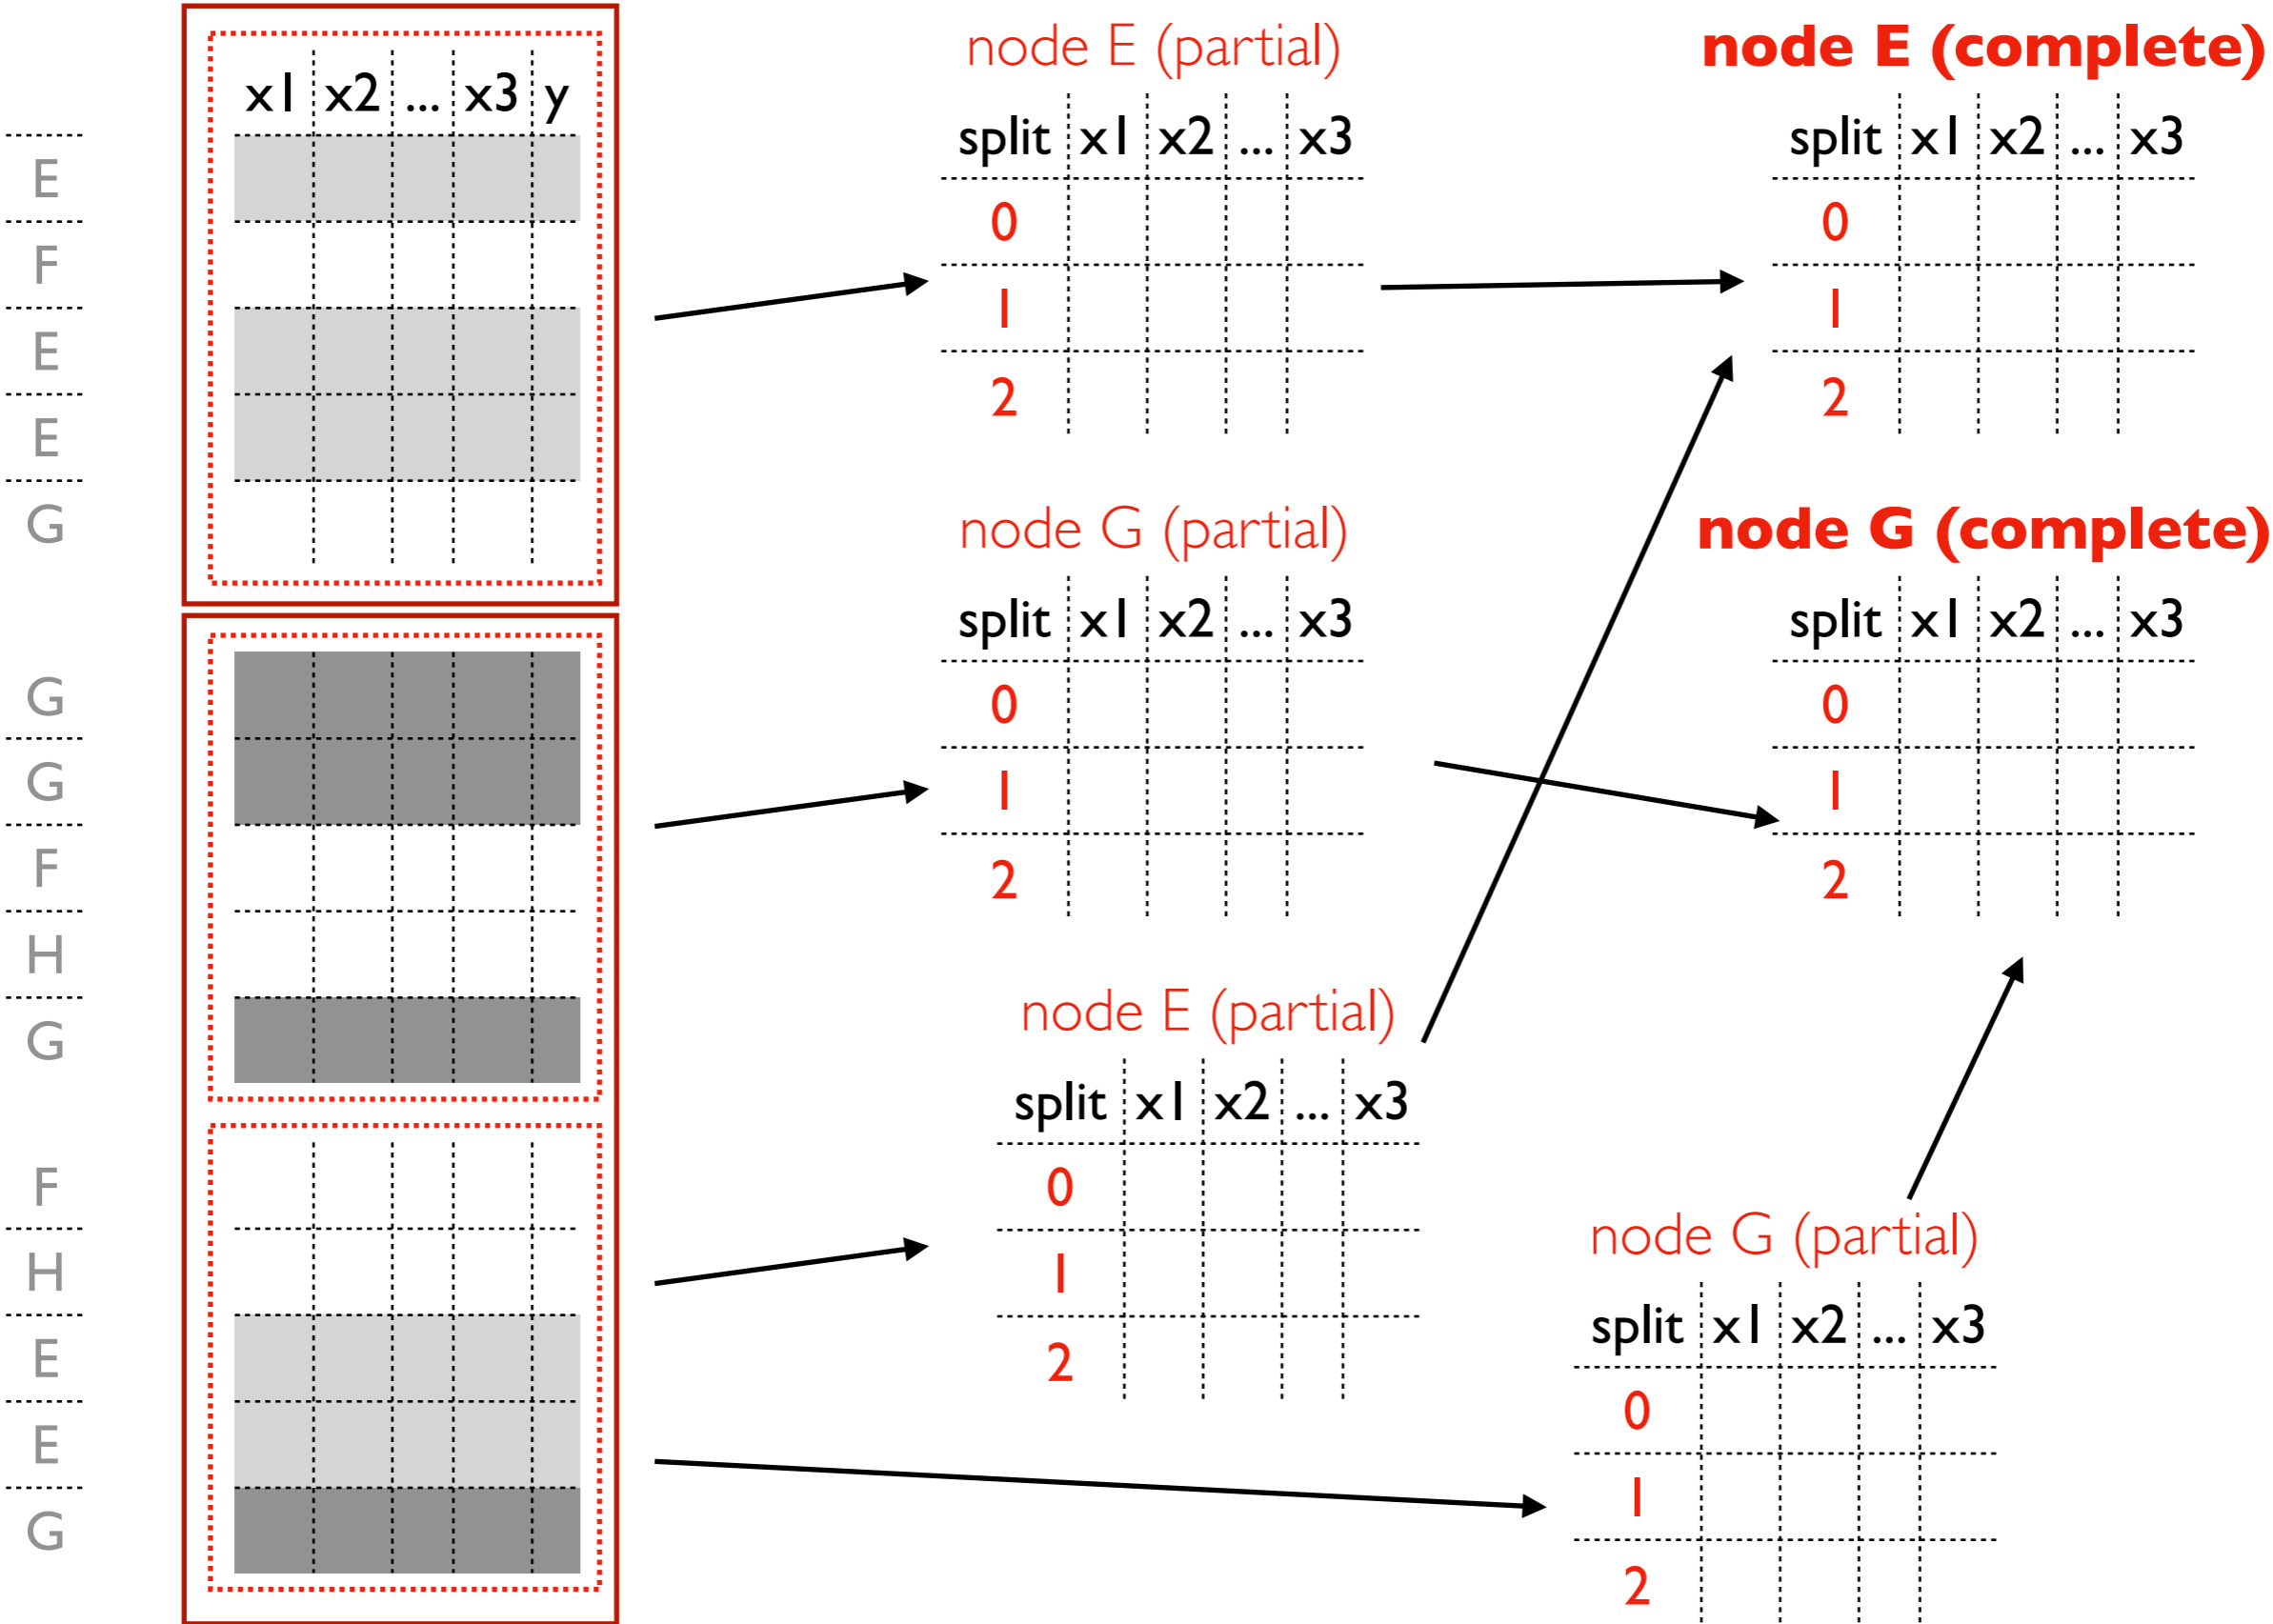 x1 x2 ... x3 y
E
F
E
E
G
G
G
F
H
G
F
H
E
E
G
node E (partial)
split x1 x2 ... x3
0
1
2
node G (partial)
split x1 x2 ... x3
0
1
2
node E (partial)
split x1 x2 ... x3
0
1
2
node E (complete)
split x1 x2 ... x3
0
1
2
node G (complete)
split x1 x2 ... x3
0
1
2
node G (partial)
split x1 x2 ... x3
0
1
2